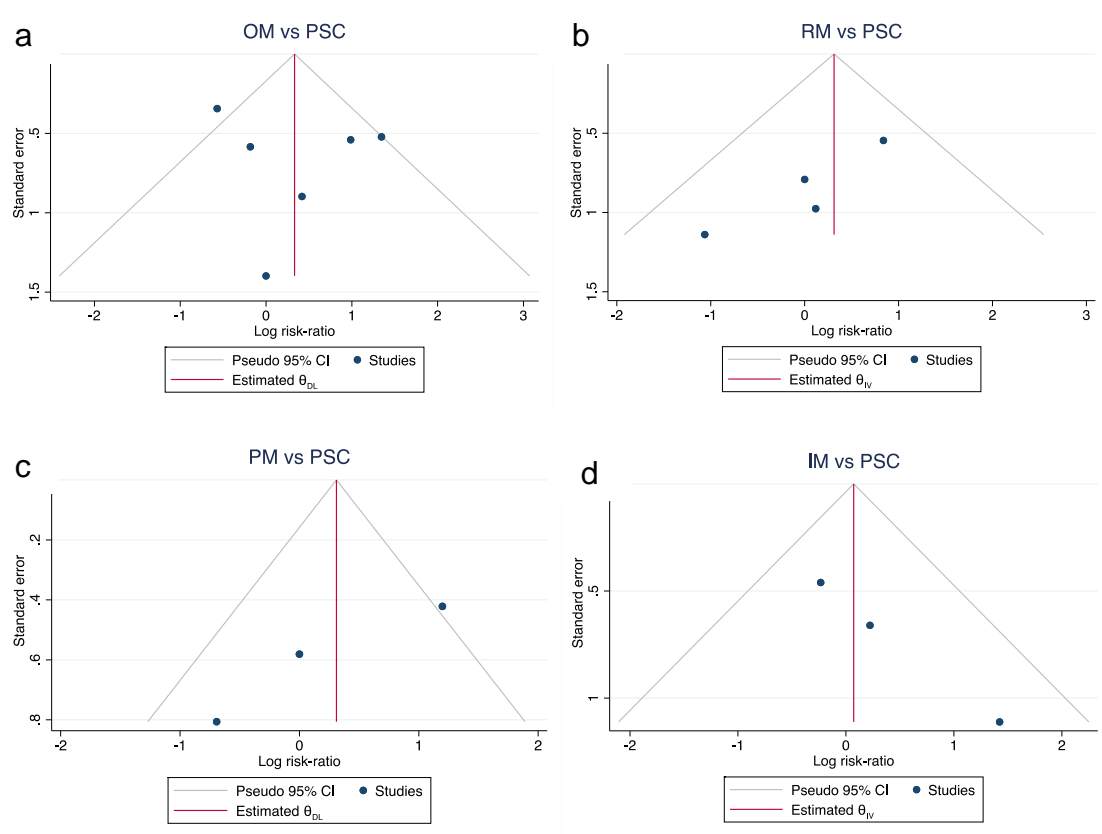 a
OM vs PSC
Standard error
.5
1
1.5
-2 -1 0 1 2 3
Log risk-ratio
Pseudo 95% CI Studies
Estimated θDL
b
RM vs PSC
Standard error
.5
1
1.5
-2 -1 0 1 2 3
Log risk-ratio
Pseudo 95% CI Studies
Estimated θIV
c
PM vs PSC
Standard error
.2
.4
.6
.8
-2 -1 0 1 2
Log risk-ratio
Pseudo 95% CI Studies
Estimated θDL
d
IM vs PSC
Standard error
.5
1
-2 -1 0 1 2
Log risk-ratio
Pseudo 95% CI Studies
Estimated θIV